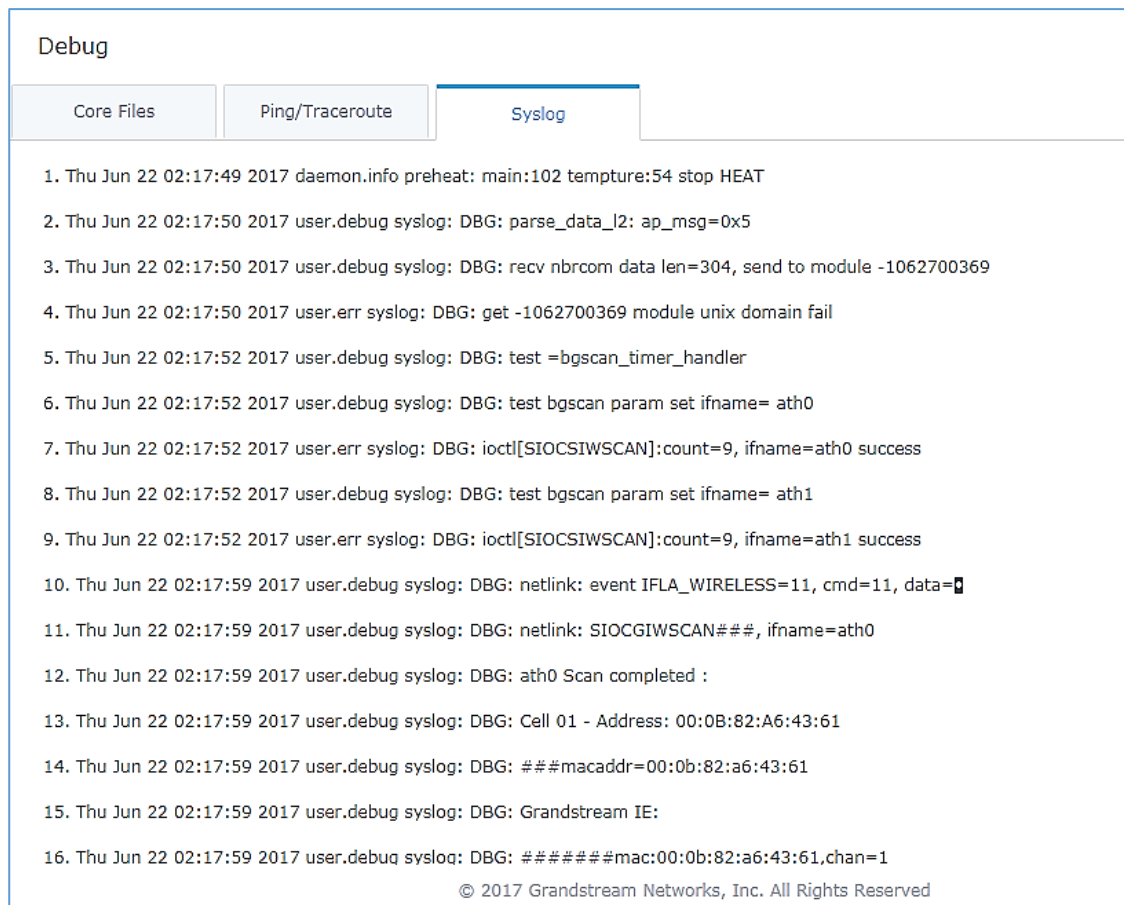 Debug
Core Files
Ping/Traceroute
Syslog
1. Thu Jun 22 02:17:49 2017 daemon.info preheat: main:102 tempture:54 stop HEAT
2. Thu Jun 22 02:17:50 2017 user.debug syslog: DBG: parse_data_l2: ap_msg=0x5
3. Thu Jun 22 02:17:50 2017 user.debug syslog: DBG: recv nbrcom data len=304, send to module -1062700369
4. Thu Jun 22 02:17:50 2017 user.err syslog: DBG: get -1062700369 module unix domain fail
5. Thu Jun 22 02:17:52 2017 user.debug syslog: DBG: test =bgscan_timer_handler
6. Thu Jun 22 02:17:52 2017 user.debug syslog: DBG: test bgscan param set ifname= ath0
7. Thu Jun 22 02:17:52 2017 user.err syslog: DBG: ioctl[SIOCSIWSCAN]:count=9, ifname=ath0 success
8. Thu Jun 22 02:17:52 2017 user.debug syslog: DBG: test bgscan param set ifname= ath1
9. Thu Jun 22 02:17:52 2017 user.err syslog: DBG: ioctl[SIOCSIWSCAN]:count=9, ifname=ath1 success
10. Thu Jun 22 02:17:59 2017 user.debug syslog: DBG: netlink: event IFLA_WIRELESS=11, cmd=11, data=�
11. Thu Jun 22 02:17:59 2017 user.debug syslog: DBG: netlink: SIOCGIWSCAN###, ifname=ath0
12. Thu Jun 22 02:17:59 2017 user.debug syslog: DBG: ath0 Scan completed :
13. Thu Jun 22 02:17:59 2017 user.debug syslog: DBG: Cell 01 - Address: 00:0B:82:A6:43:61
14. Thu Jun 22 02:17:59 2017 user.debug syslog: DBG: ###macaddr=00:0b:82:a6:43:61
15. Thu Jun 22 02:17:59 2017 user.debug syslog: DBG: Grandstream IE:
16. Thu Jun 22 02:17:59 2017 user.debug syslog: DBG: #######mac:00:0b:82:a6:43:61,chan=1
© 2017 Grandstream Networks, Inc. All Rights Reserved